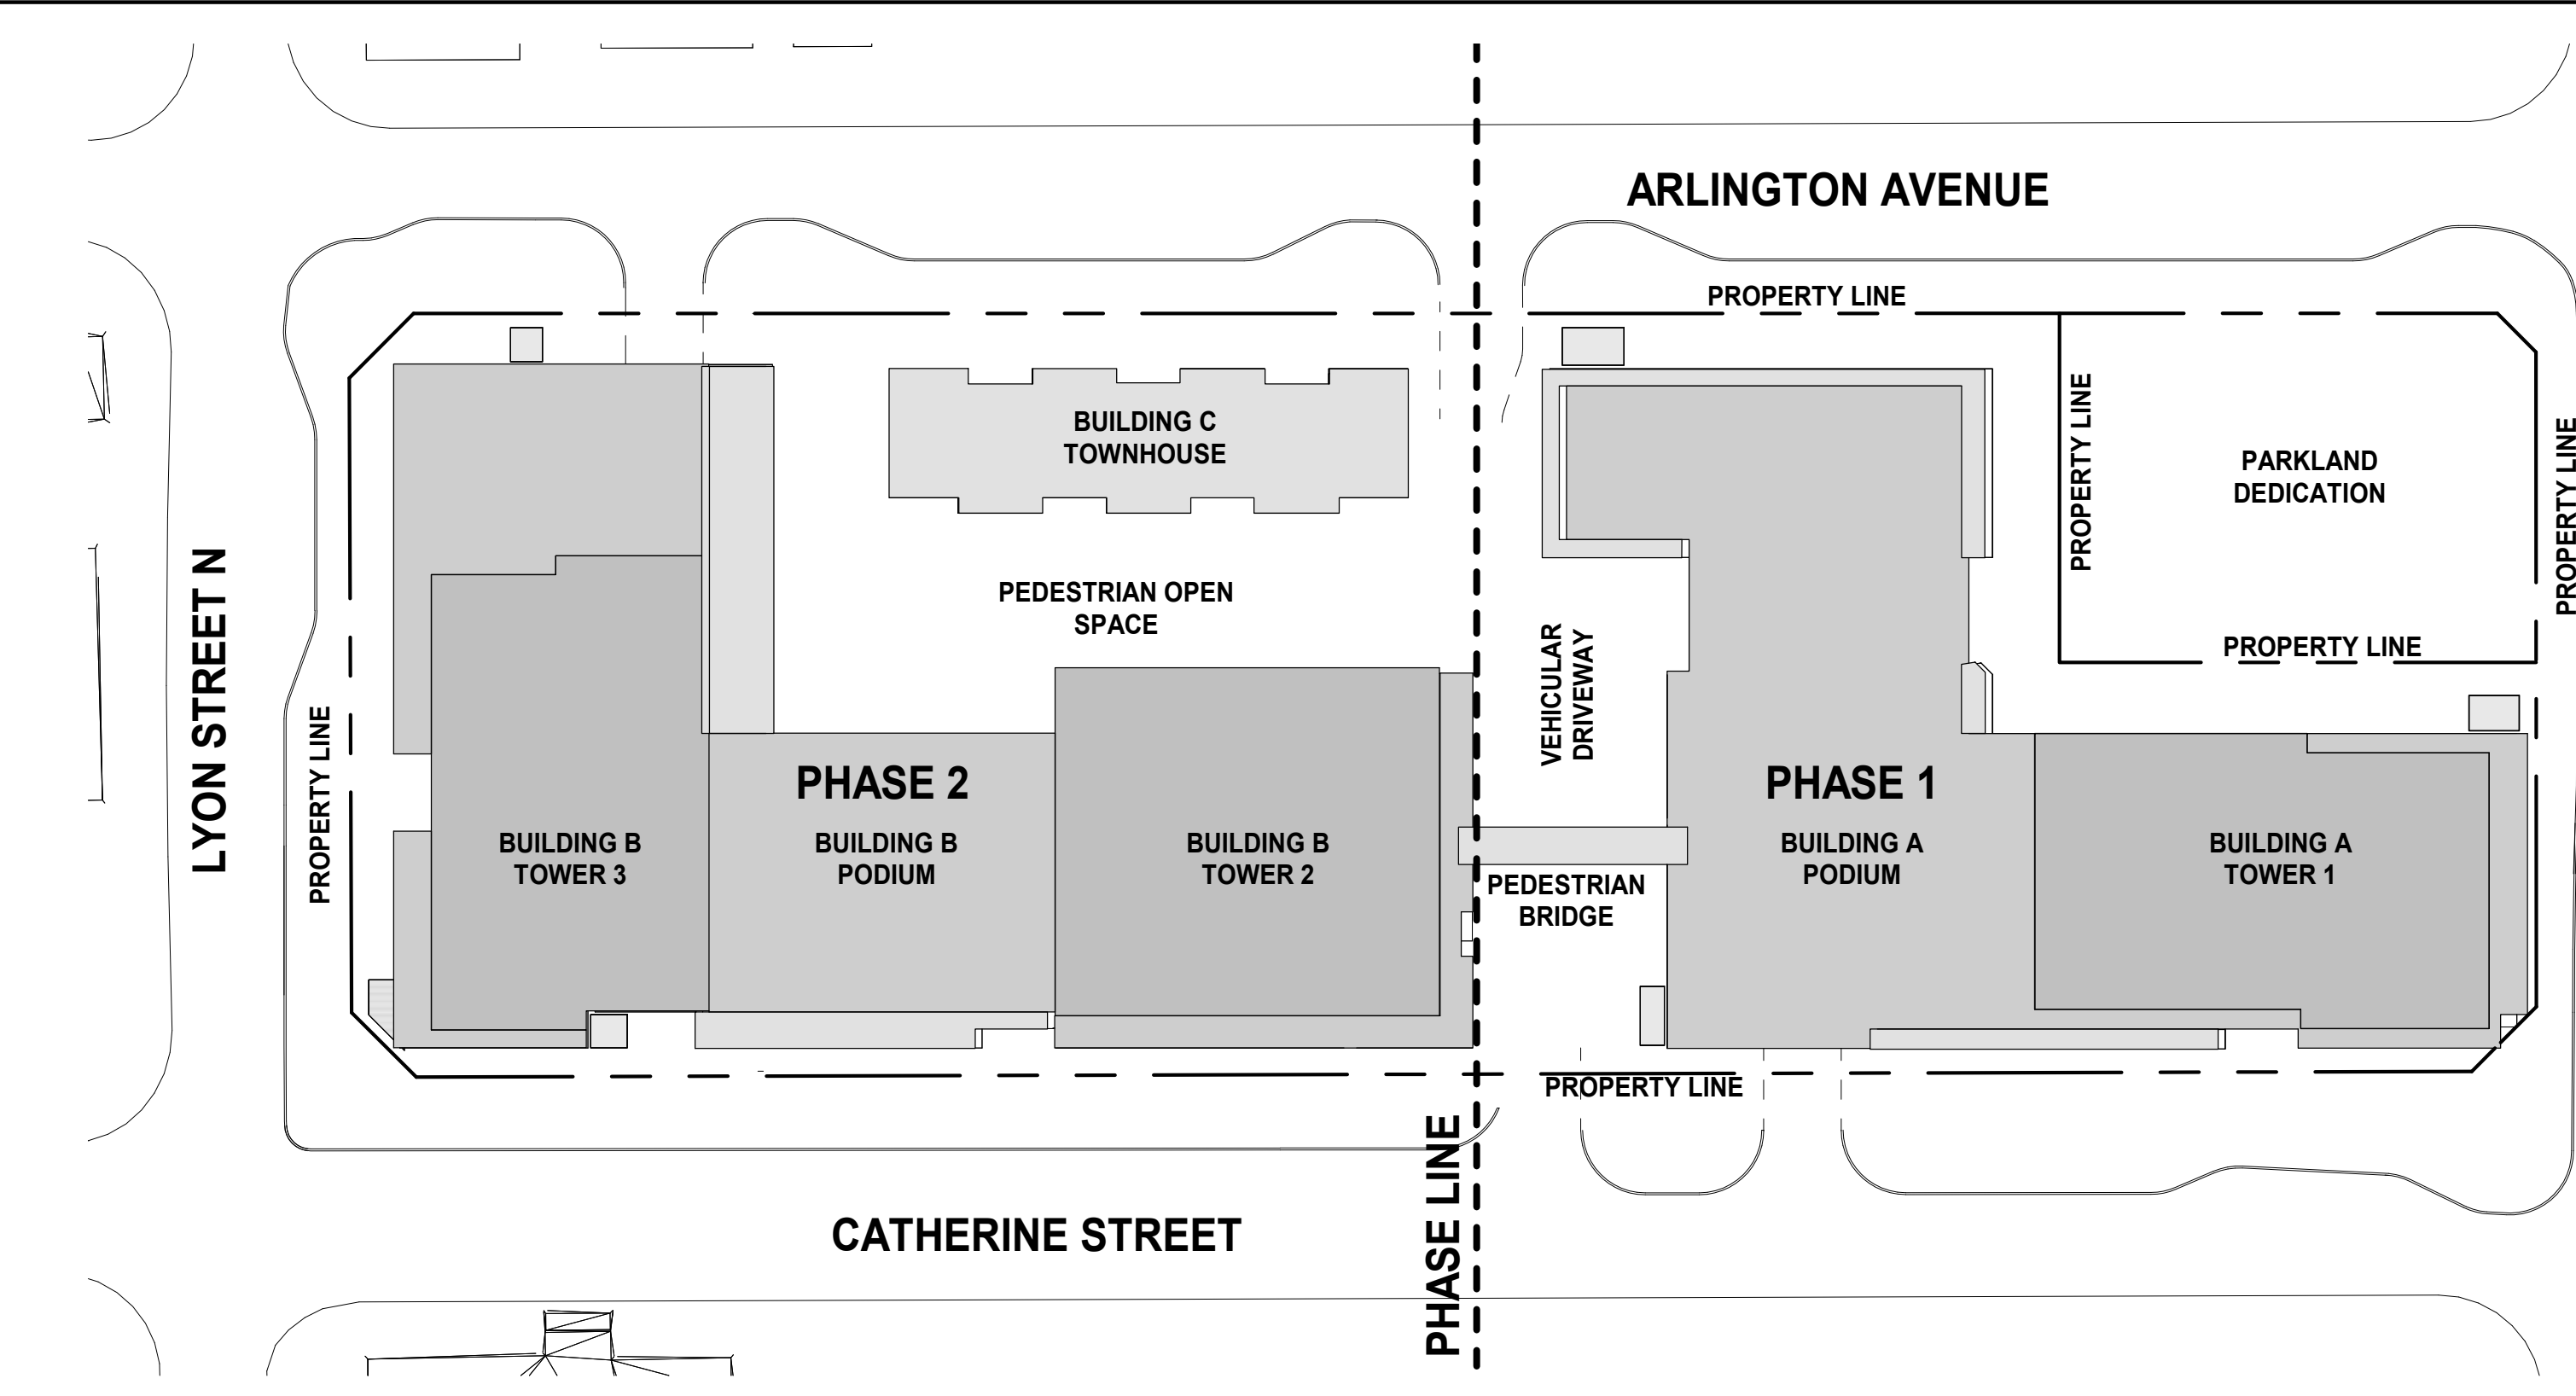 ARLINGTON AVENUE
PROPERTY LINE
PROPERTY LINE
PROPERTY LINE
BUILDING C
TOWNHOUSE
PARKLAND
DEDICATION
PEDESTRIAN OPEN
SPACE
PROPERTY LINE
LYON STREET N
PROPERTY LINE
VEHICULAR
DRIVEWAY
PHASE 2
PHASE 1
BUILDING B
TOWER 3
BUILDING B
PODIUM
BUILDING B
TOWER 2
BUILDING A
PODIUM
BUILDING A
TOWER 1
PEDESTRIAN
BRIDGE
PROPERTY LINE
PHASE LINE
CATHERINE STREET